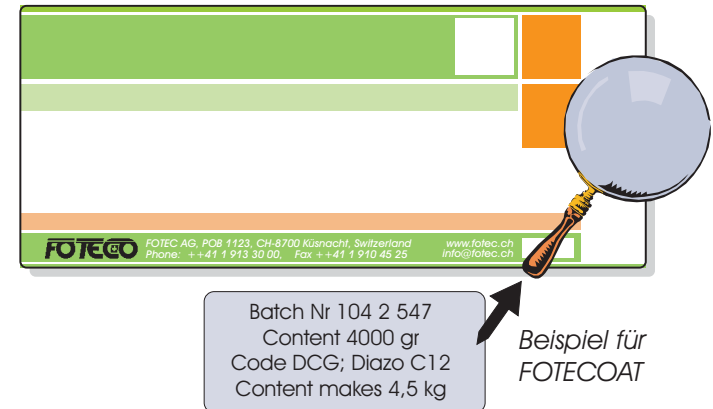 FOTECO
FOTEC AG, POB 1123, CH-8700 Küsnacht, Switzerland
Phone: ++41 1 913 30 00, Fax ++41 1 910 45 25
www.fotec.ch
info@fotec.ch
Batch Nr 104 2 547
Content 4000 gr
Code DCG; Diazo C12
Content makes 4,5 kg
Beispiel für
FOTECOAT